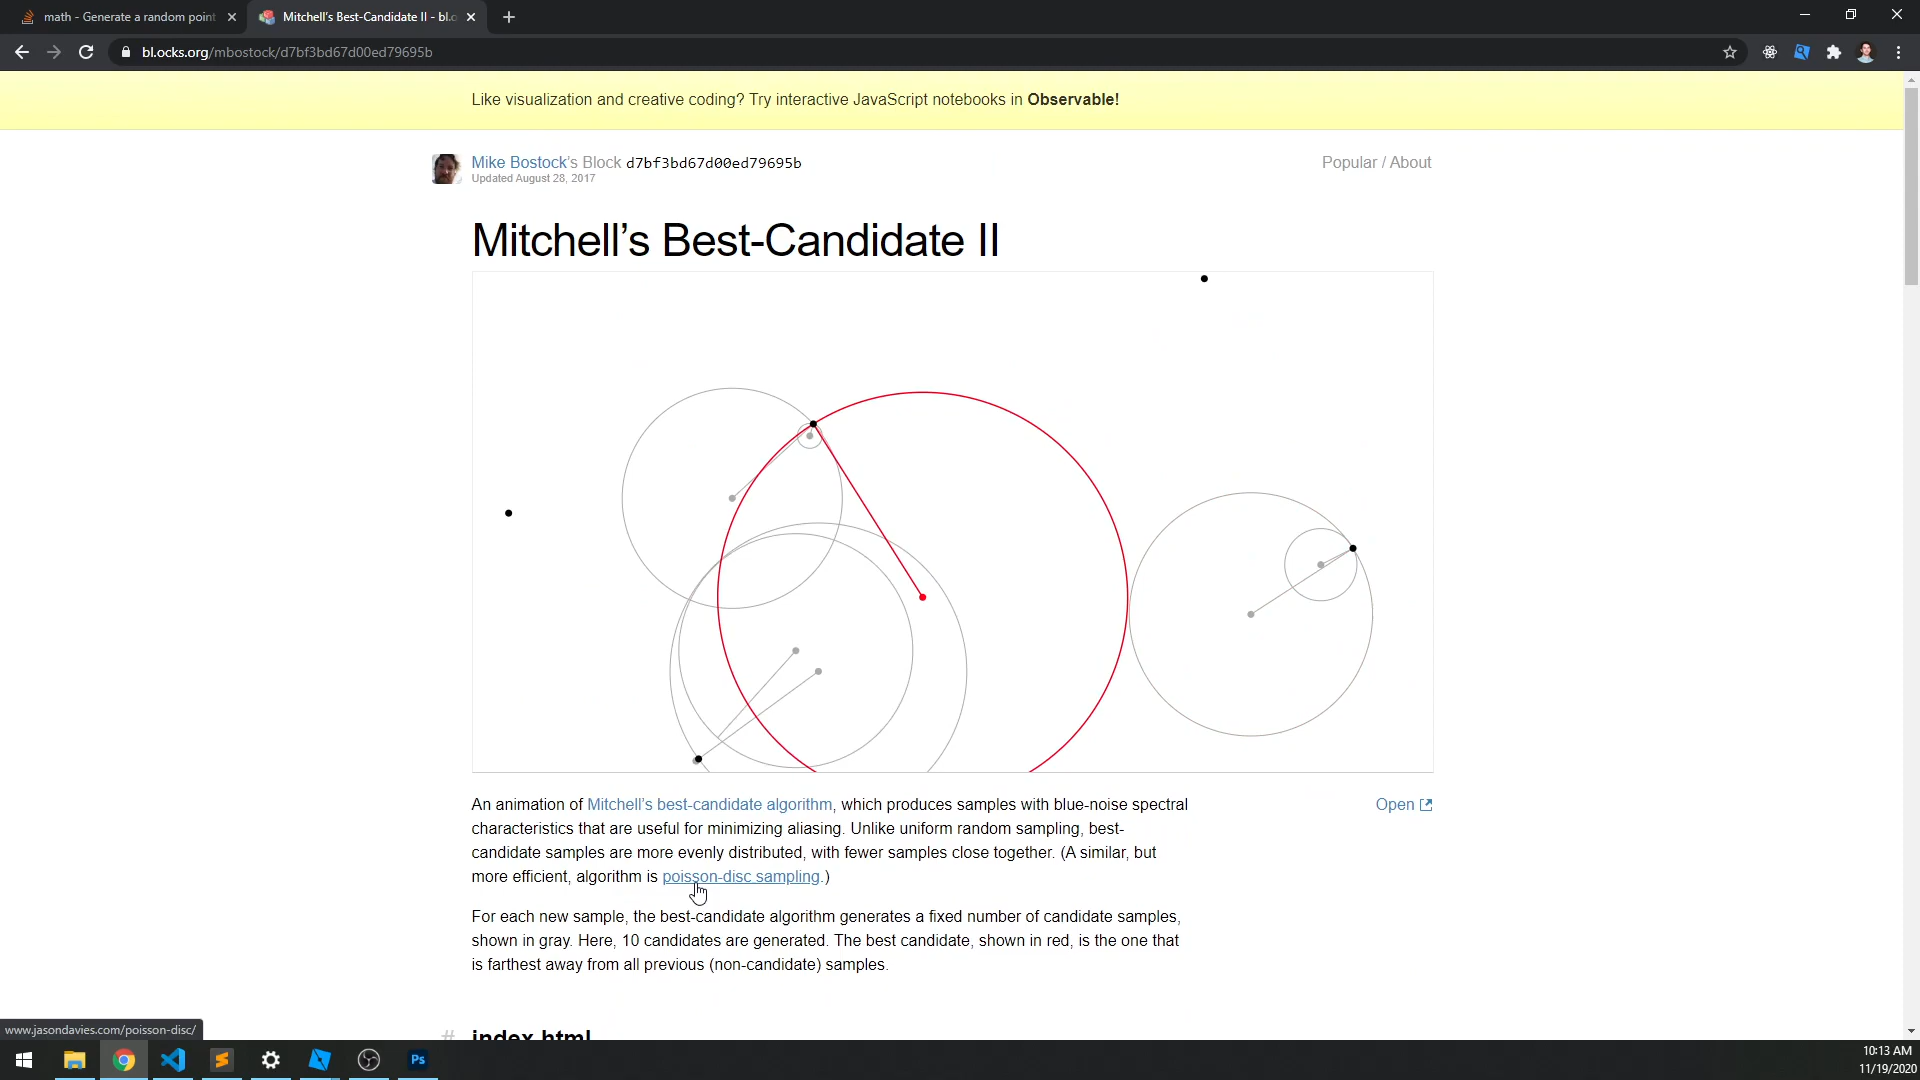 math - Generate a random point
Mitchell's Best-Candidate II - bl.o
bl.ocks.org/mbostock/d7bf3bd67d00ed79695b
Like visualization and creative coding? Try interactive JavaScript notebooks in Observable!
Mike Bostock's Block d7bf3bd67d00ed79695b
Updated August 28, 2017
Popular / About
Mitchell's Best-Candidate II
An animation of Mitchell's best-candidate algorithm, which produces samples with blue-noise spectral
characteristics that are useful for minimizing aliasing. Unlike uniform random sampling, best-
candidate samples are more evenly distributed, with fewer samples close together. (A similar, but
more efficient, algorithm is poisson-disc sampling.)
Open
For each new sample, the best-candidate algorithm generates a fixed number of candidate samples,
shown in gray. Here, 10 candidates are generated. The best candidate, shown in red, is the one that
is farthest away from all previous (non-candidate) samples.
# index.html
www.jasondavies.com/poisson-disc/
Ps
10:13 AM
11/19/2020